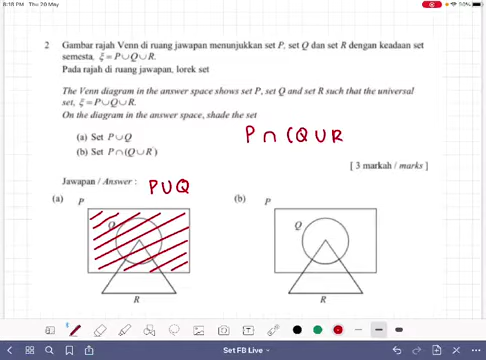 8:18 PM Thu 20 May
50%
2 Gambar rajah Venn di ruang jawapan menunjukkan set P, set Q dan set R dengan keadaan set
semesta, ξ = P∪Q∪R.
Pada rajah di ruang jawapan, lorek set
The Venn diagram in the answer space shows set P, set Q and set R such that the universal
set, ξ = P∪Q∪R.
On the diagram in the answer space, shade the set
(a) Set P∪Q
(b) Set P∩(Q∪R')
P ∩ (Q ∪ R
[ 3 markah / marks ]
Jawapan / Answer :
P∪Q
(a) P
(b) P
Q
Q
R
R
Set FB Live